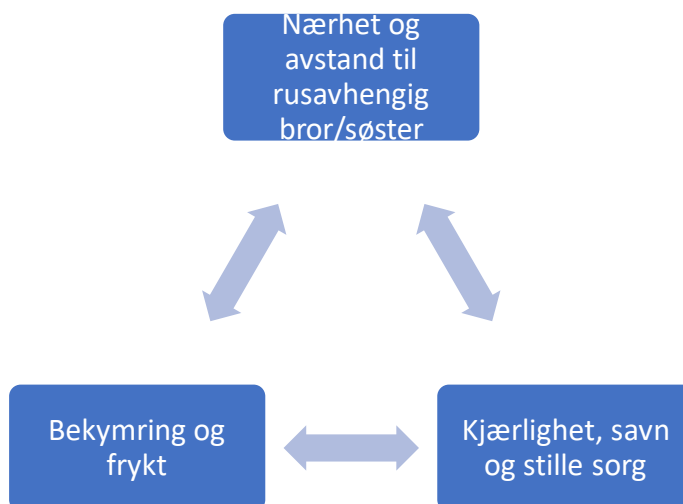 Nærhet og
avstand til
rusavhengig
bror/søster
Bekymring og
frykt
Kjærlighet, savn
og stille sorg